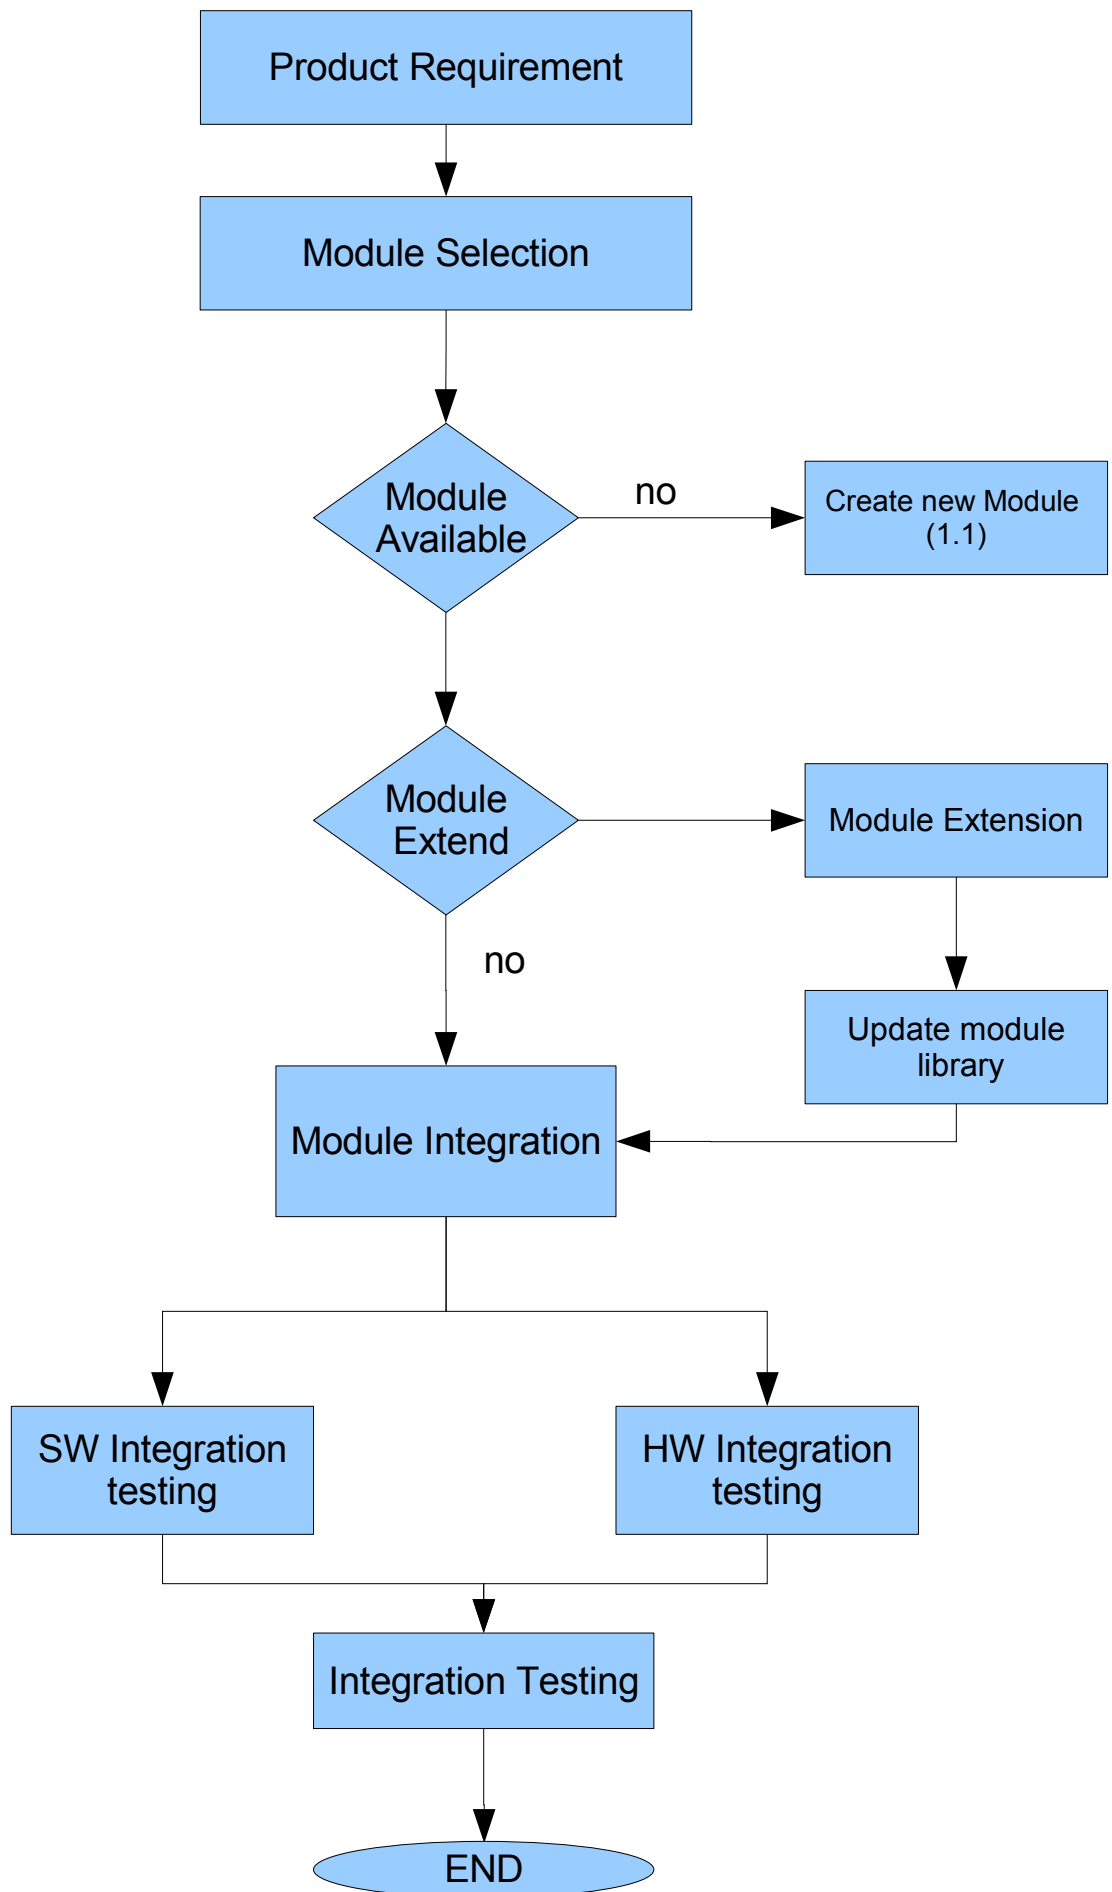 Product Requirement
Module Selection
Module
Available
no
Create new Module
(1.1)
Module
Extend
Module Extension
no
Update module
library
Module Integration
SW Integration
testing
HW Integration
testing
Integration Testing
END